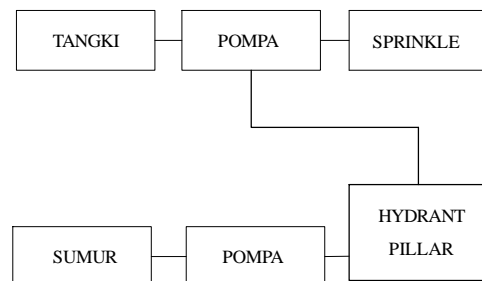 TANGKI
POMPA
SPRINKLE
HYDRANT
PILLAR
SUMUR
POMPA